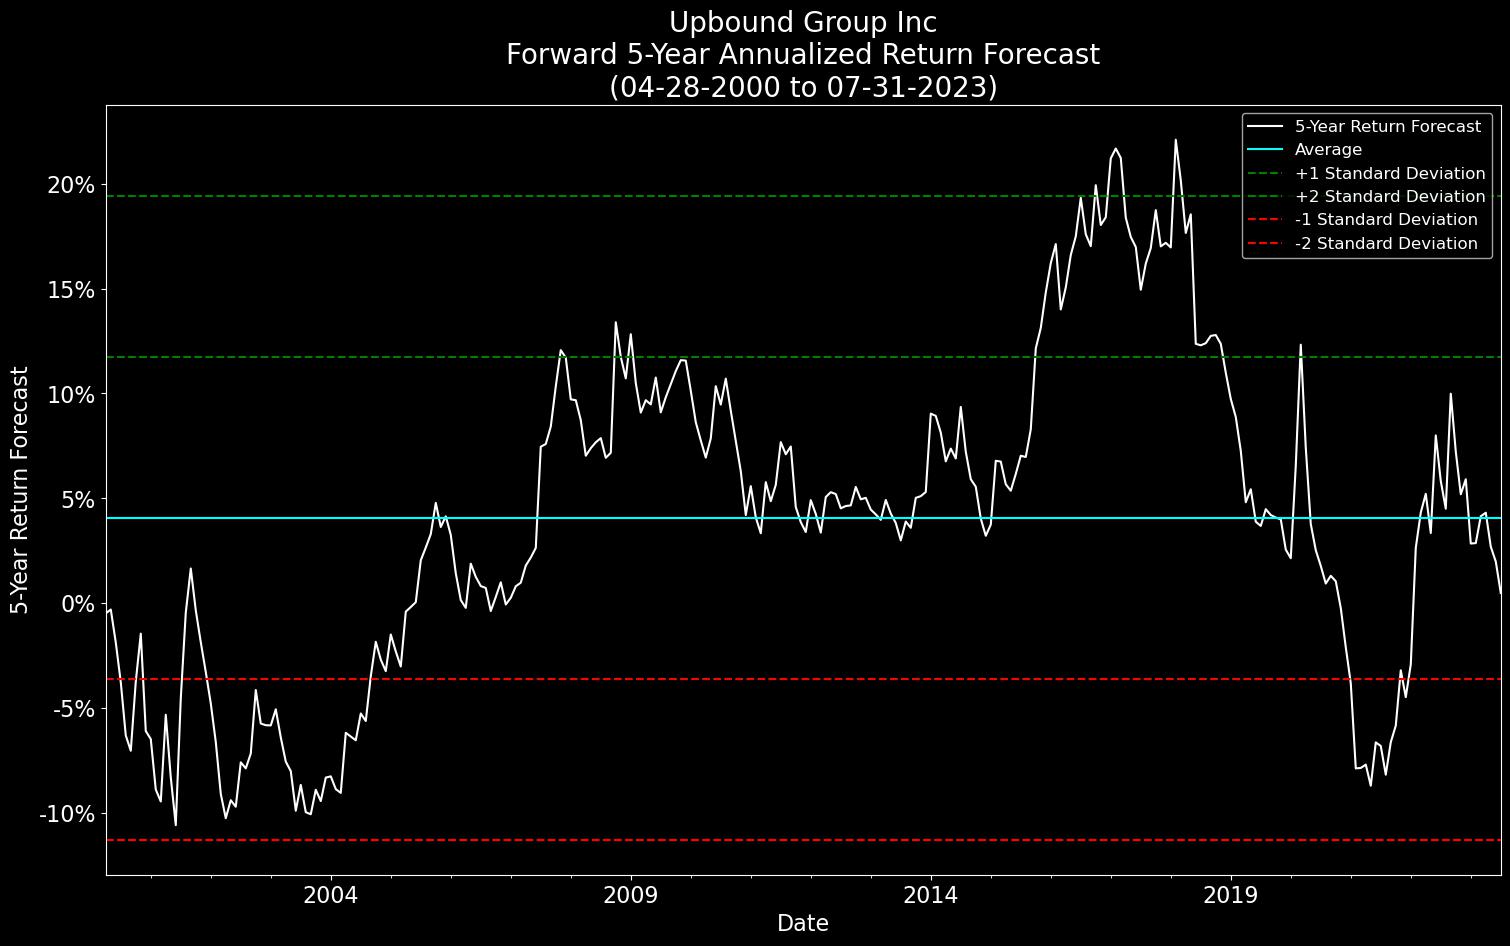 Upbound Group Inc
Forward 5-Year Annualized Return Forecast
(04-28-2000 to 07-31-2023)
5-Year Return Forecast
Average
+1 Standard Deviation
+2 Standard Deviation
-1 Standard Deviation
-2 Standard Deviation
20%
15%
10%
5%
0%
-5%
-10%
5-Year Return Forecast
2004
2009
2014
2019
Date